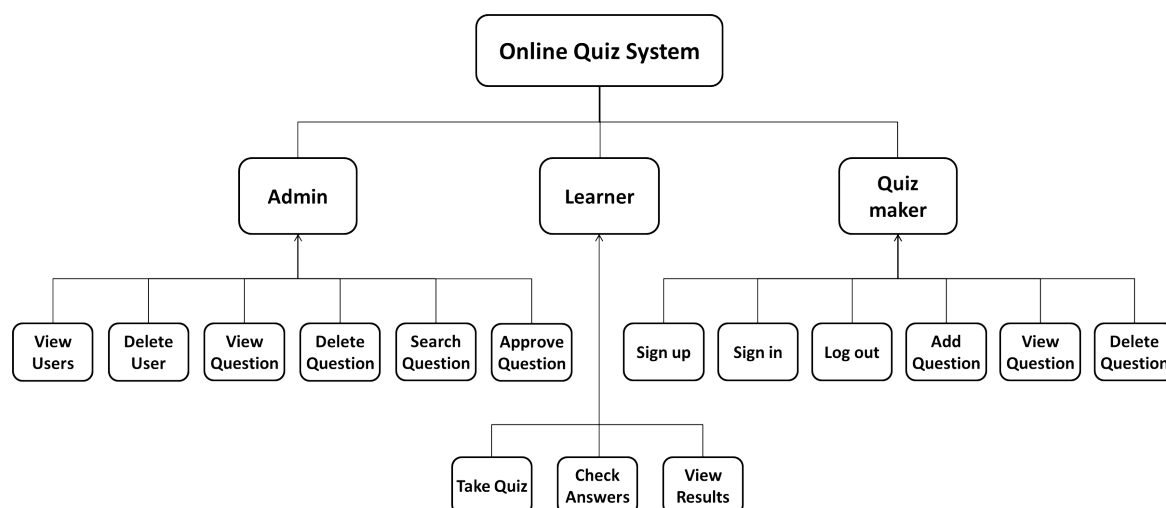 Online Quiz System
Admin
Learner
Quiz
maker
View
Users
Delete
User
View
Question
Delete
Question
Search
Question
Approve
Question
Sign up
Sign in
Log out
Add
Question
View
Question
Delete
Question
Take Quiz
Check
Answers
View
Results